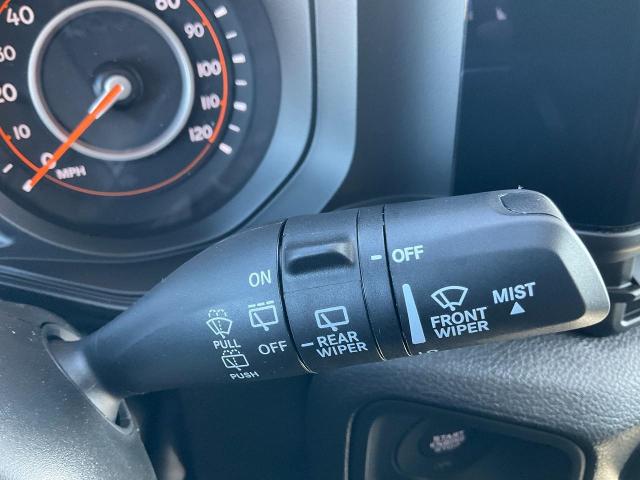 40
80
90
100
110
120
20
10
0
MPH
ON
OFF
OFF
PULL
PUSH
REAR
WIPER
FRONT
WIPER
MIST
START